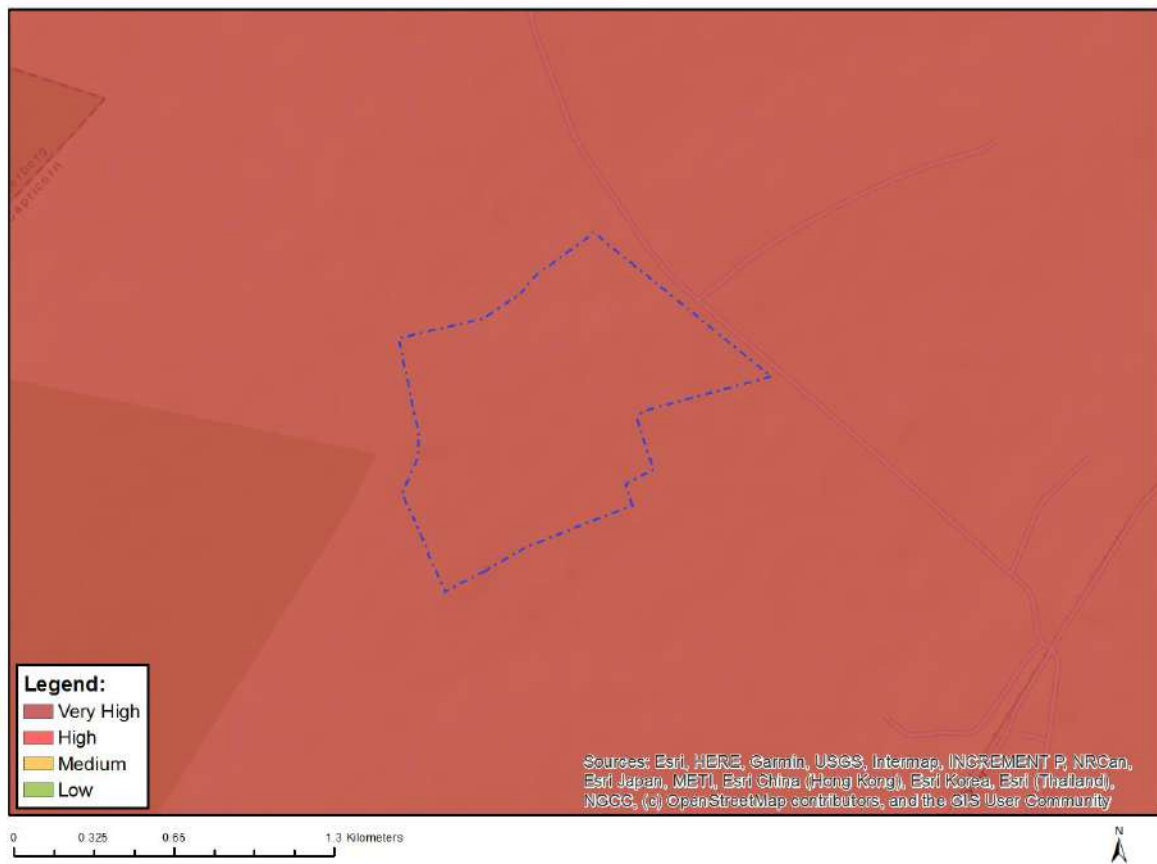 Legend:
Very High
High
Medium
Low
Sources: Esri, HERE, Garmin, USGS, Intermap, INCREMENT P, NRCan,
Esri Japan, METI, Esri China (Hong Kong), Esri Korea, Esri (Thailand),
NGCC, (c) OpenStreetMap contributors, and the GIS User Community
0 0.325 0.65 1.3 Kilometers
N